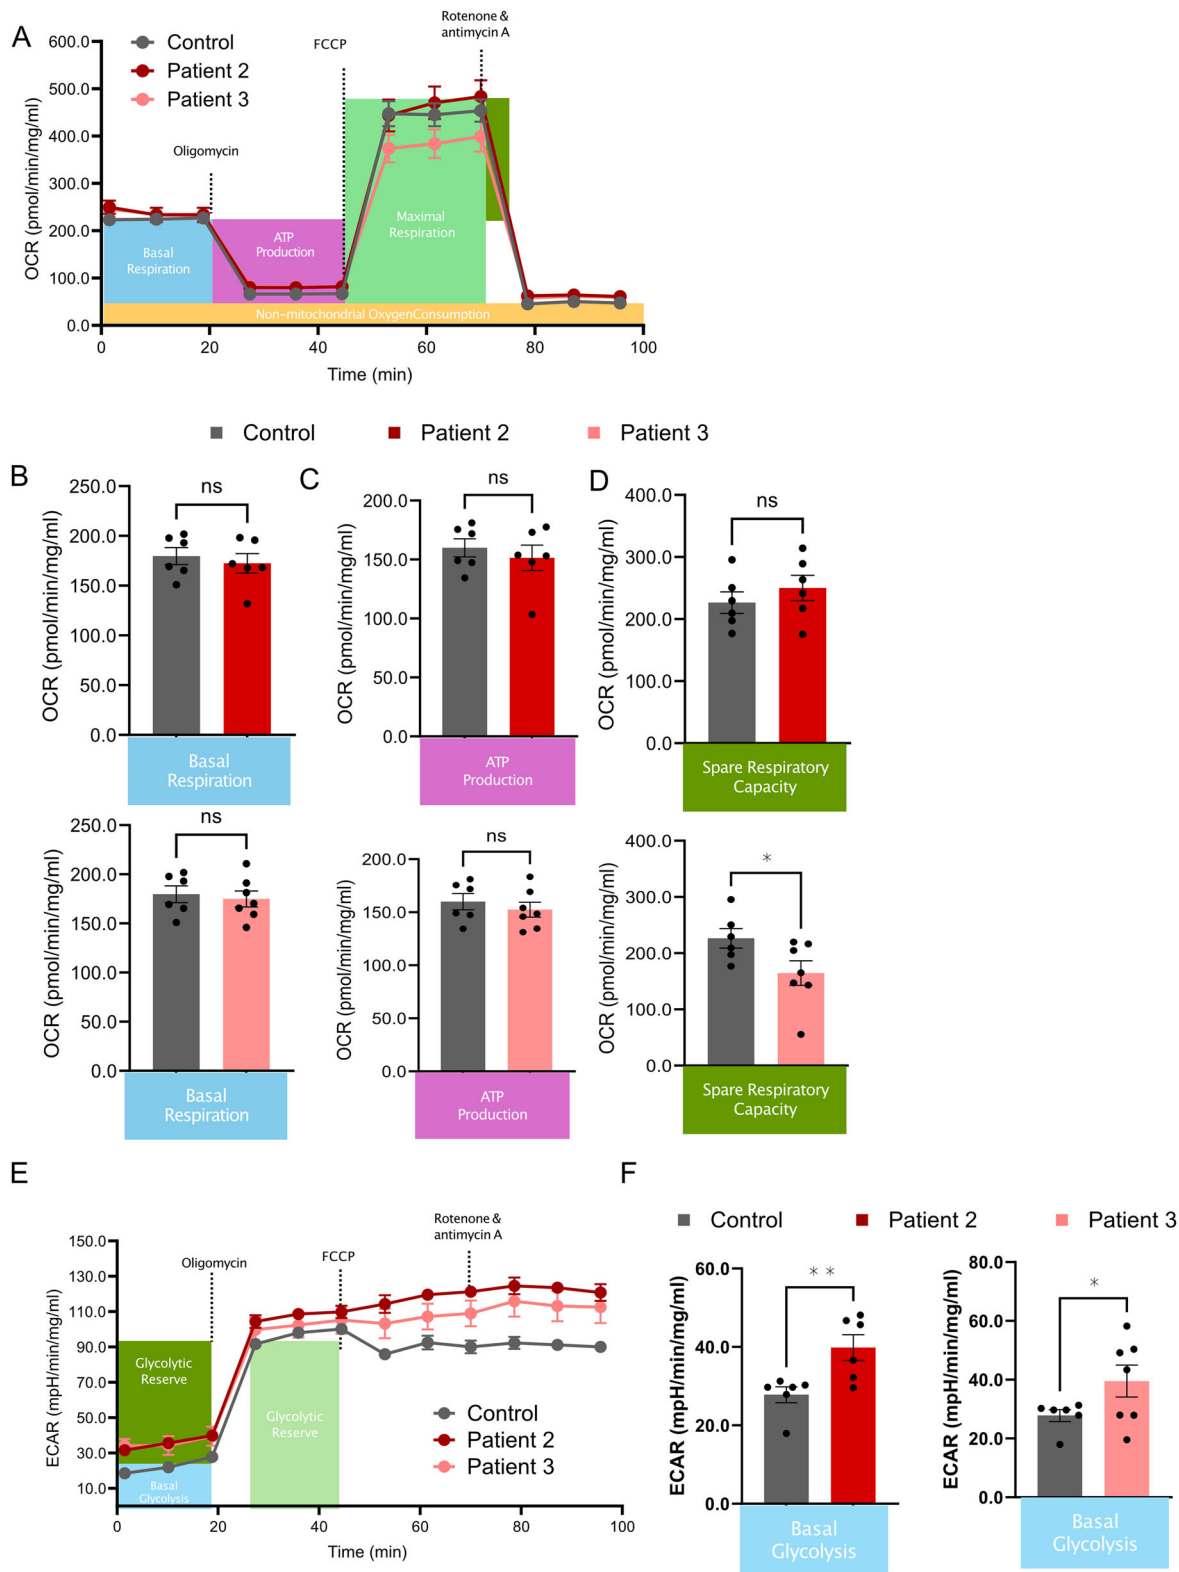 A
Rotenone &
antimycin A
FCCP
Oligomycin
Control
Patient 2
Patient 3
OCR (pmol/min/mg/ml)
600.0
500.0
400.0
300.0
200.0
100.0
0.0
Basal
Respiration
ATP
Production
Maximal
Respiration
Non-mitochondrial OxygenConsumption
0 20 40 60 80 100
Time (min)
Control Patient 2 Patient 3
B
OCR (pmol/min/mg/ml)
250.0
200.0
150.0
100.0
50.0
0.0
ns
Basal
Respiration
OCR (pmol/min/mg/ml)
250.0
200.0
150.0
100.0
50.0
0.0
ns
Basal
Respiration
C
OCR (pmol/min/mg/ml)
200.0
150.0
100.0
50.0
0.0
ns
ATP
Production
OCR (pmol/min/mg/ml)
200.0
150.0
100.0
50.0
0.0
ns
ATP
Production
D
OCR (pmol/min/mg/ml)
400.0
300.0
200.0
100.0
0.0
ns
Spare Respiratory
Capacity
OCR (pmol/min/mg/ml)
400.0
300.0
200.0
100.0
0.0
*
Spare Respiratory
Capacity
E
Rotenone &
antimycin A
FCCP
Oligomycin
ECAR (mpH/min/mg/ml)
150.0
130.0
110.0
90.0
70.0
50.0
30.0
10.0
Glycolytic
Reserve
Basal
Glycolysis
Glycolytic
Reserve
Control
Patient 2
Patient 3
0 20 40 60 80 100
Time (min)
F
Control Patient 2 Patient 3
ECAR (mpH/min/mg/ml)
60.0
40.0
20.0
0.0
**
Basal
Glycolysis
ECAR (mpH/min/mg/ml)
80.0
60.0
40.0
20.0
0.0
*
Basal
Glycolysis